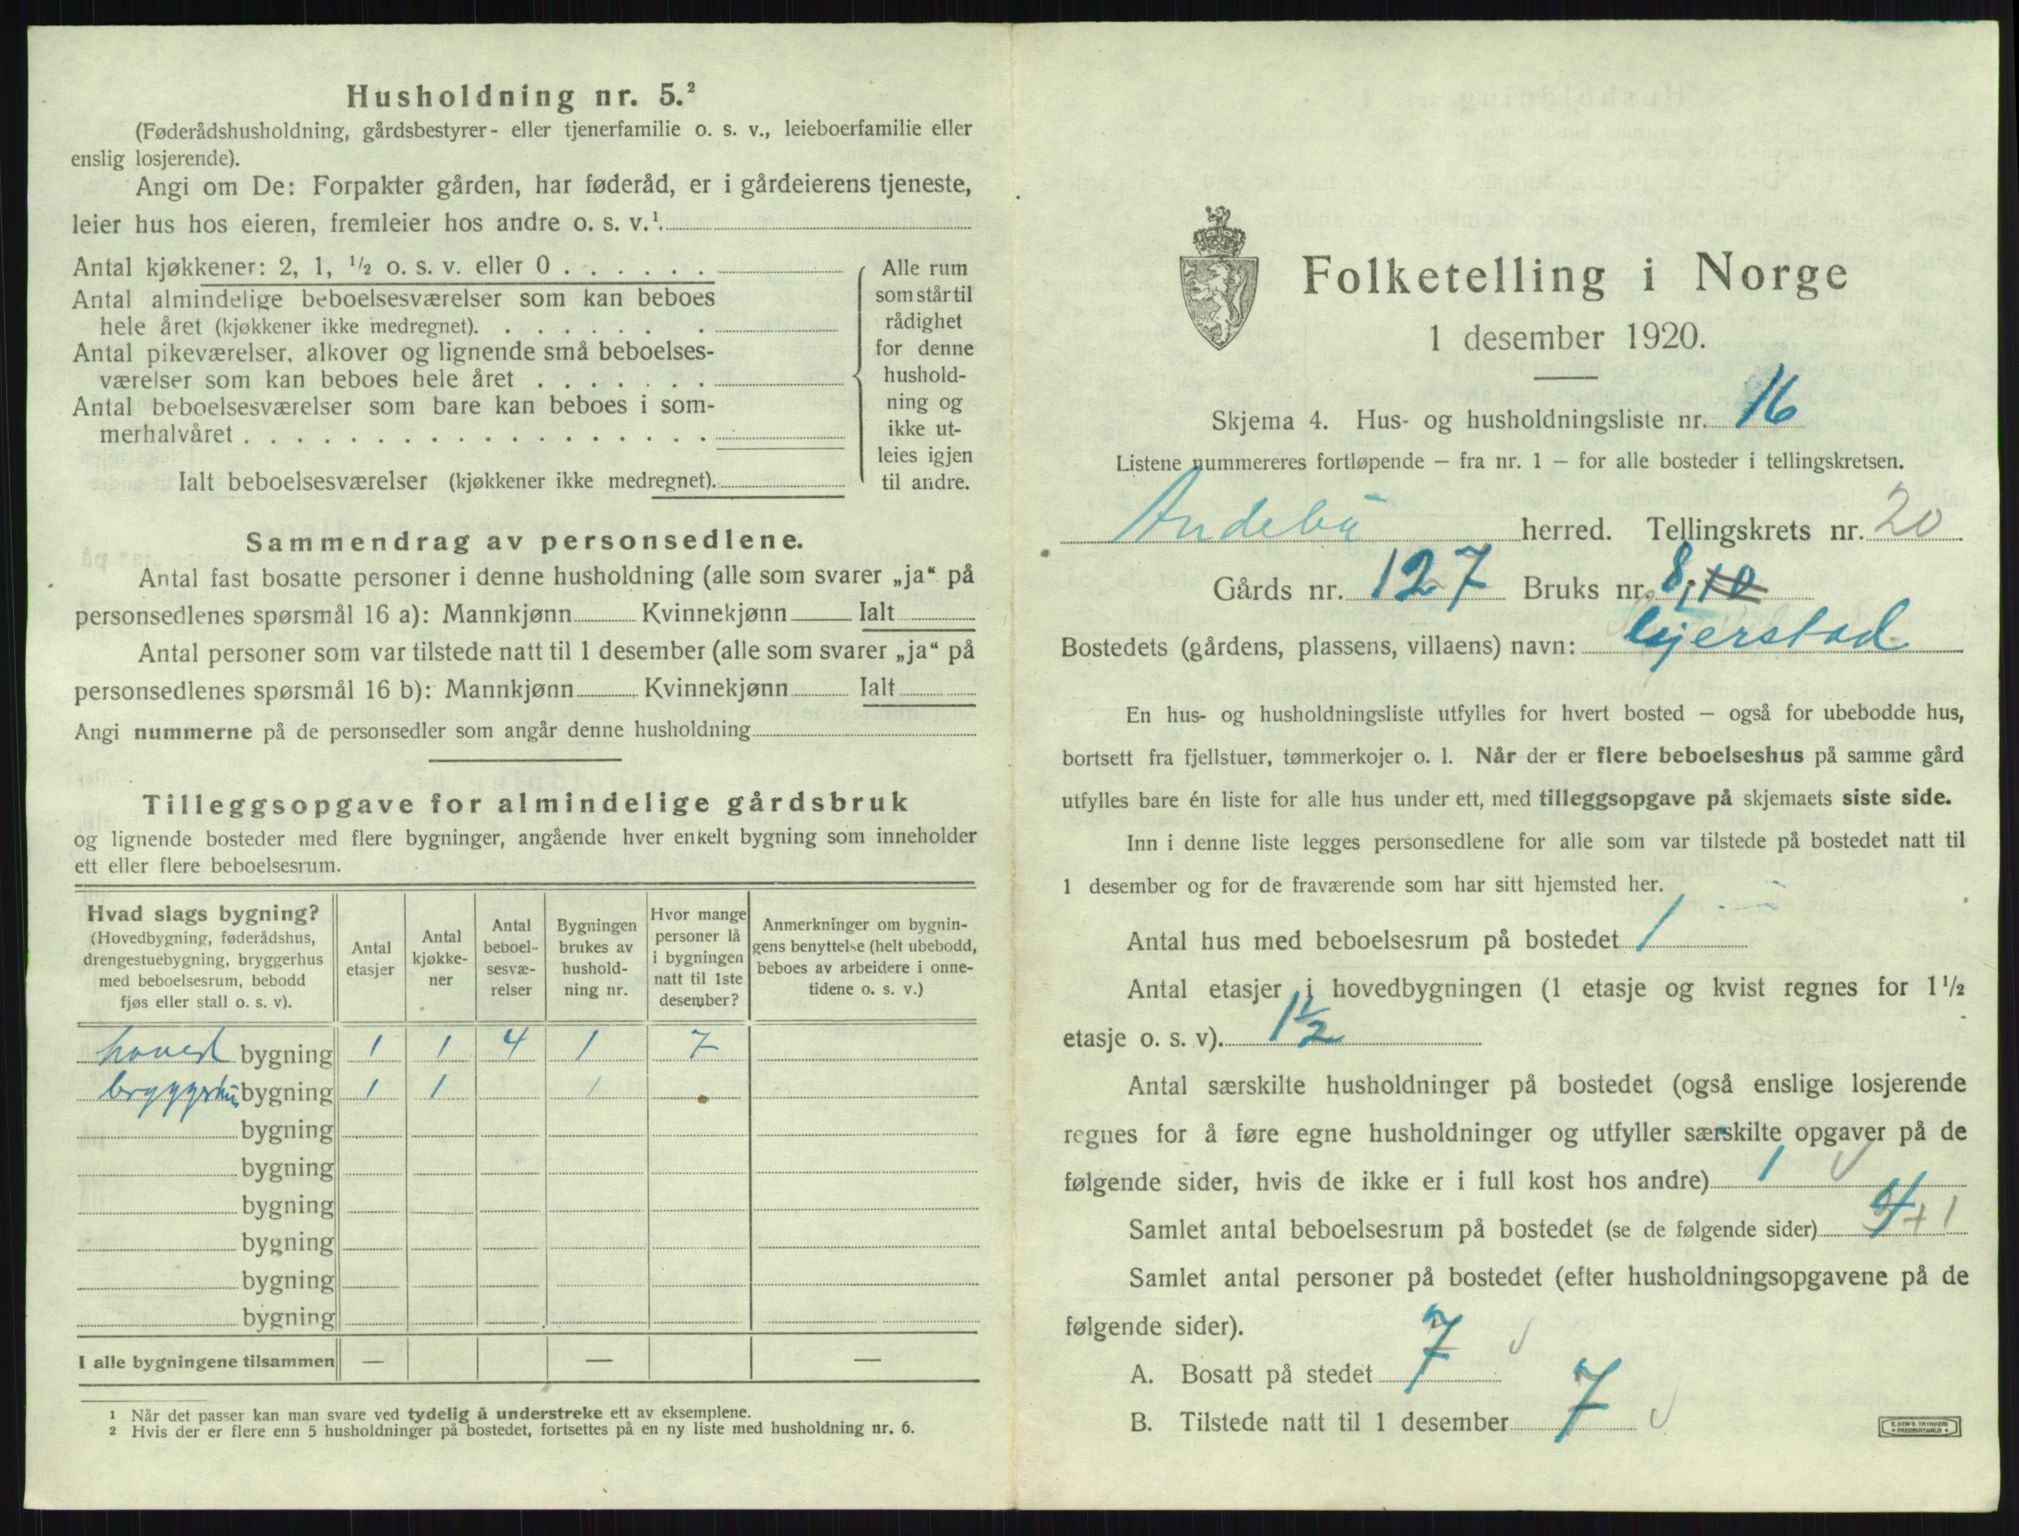 Husholdning nr. 5.²
(Føderådshusholdning, gårdsbestyrer- eller tjenerfamilie o. s. v., leieboerfamilie eller
enslig losjerende).
Angi om De: Forpakter gården, har føderåd, er i gårdeierens tjeneste,
leier hus hos eieren, fremleier hos andre o. s. v.¹.
Antal kjøkkener: 2, 1, ½ o. s. v. eller 0 . . . . . .
Antal almindelige beboelsesværelser som kan beboes
hele året (kjøkkener ikke medregnet). . . . . . . .
Antal pikeværelser, alkover og lignende små beboelses-
værelser som kan beboes hele året . . . . . . .
Antal beboelsesværelser som bare kan beboes i som-
merhalvåret . . . . . . . . . . . . . . . . . .
Ialt beboelsesværelser (kjøkkener ikke medregnet).
Alle rum
som står til
rådighet
for denne
hushold-
ning og
ikke ut-
leies igjen
til andre.
Sammendrag av personsedlene.
Antal fast bosatte personer i denne husholdning (alle som svarer „ja“ på
personsedlenes spørsmål 16 a): Mannkjønn Kvinnekjønn Ialt
Antal personer som var tilstede natt til 1 desember (alle som svarer „ja“ på
personsedlenes spørsmål 16 b): Mannkjønn Kvinnekjønn Ialt
Angi nummerne på de personsedler som angår denne husholdning
Tilleggsopgave for almindelige gårdsbruk
og lignende bosteder med flere bygninger, angående hver enkelt bygning som inneholder
ett eller flere beboelsesrum.
Hvad slags bygning?
(Hovedbygning, føderådshus,
drengestuebygning, bryggerhus
med beboelsesrum, bebodd
fjøs eller stall o. s. v).
Antal
etasjer
Antal
kjøkke-
ner
Antal
beboel-
sesvæ-
relser
Bygningen
brukes av
hushold-
ning nr.
Hvor mange
personer lå
i bygningen
natt til 1ste
desember?
Anmerkninger om bygnin-
gens benyttelse (helt ubebodd,
beboes av arbeidere i onne-
tidene o. s. v.)
hoved bygning 1 1 4 1 7
bryggerhus bygning 1 1 1
bygning
bygning
bygning
bygning
bygning
bygning
I alle bygningene tilsammen — — —
¹ Når det passer kan man svare ved tydelig å understreke ett av eksemplene.
² Hvis der er flere enn 5 husholdninger på bostedet, fortsettes på en ny liste med husholdning nr. 6.
Folketelling i Norge
1 desember 1920.
Skjema 4. Hus- og husholdningsliste nr. 16
Listene nummereres fortløpende — fra nr. 1 — for alle bosteder i tellingskretsen.
Andebu herred. Tellingskrets nr. 20
Gårds nr. 127 Bruks nr. 8,10
Bostedets (gårdens, plassens, villaens) navn: Gjerstad
En hus- og husholdningsliste utfylles for hvert bosted — også for ubebodde hus,
bortsett fra fjellstuer, tømmerkojer o. l. Når der er flere beboelseshus på samme gård
utfylles bare én liste for alle hus under ett, med tilleggsopgave på skjemaets siste side.
Inn i denne liste legges personsedlene for alle som var tilstede på bostedet natt til
1 desember og for de fraværende som har sitt hjemsted her.
Antal hus med beboelsesrum på bostedet 1
Antal etasjer i hovedbygningen (1 etasje og kvist regnes for 1½
etasje o. s. v). 1½
Antal særskilte husholdninger på bostedet (også enslige losjerende
regnes for å føre egne husholdninger og utfyller særskilte opgaver på de
følgende sider, hvis de ikke er i full kost hos andre) 1
Samlet antal beboelsesrum på bostedet (se de følgende sider) 4+1
Samlet antal personer på bostedet (efter husholdningsopgavene på de
følgende sider).
A. Bosatt på stedet 7
B. Tilstede natt til 1 desember 7
FREDRIKSHALD